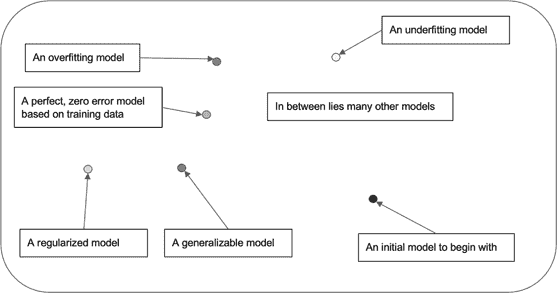 An underfitting model
An overfitting model
A perfect, zero error model
based on training data
In between lies many other models
A regularized model
A generalizable model
An initial model to begin with